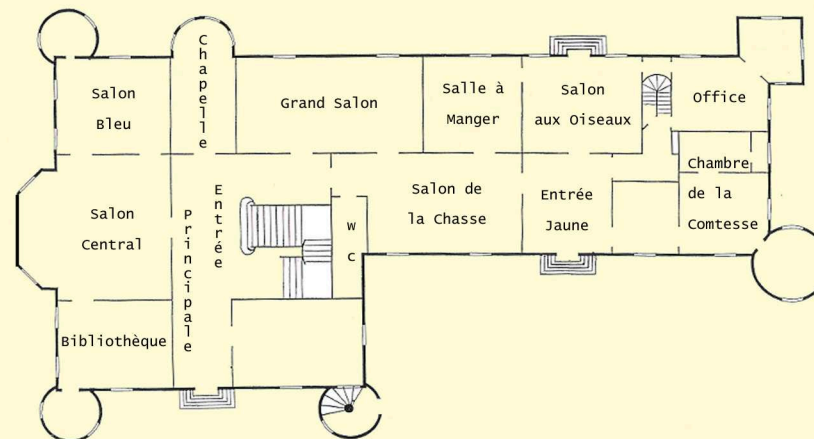 Salon
Bleu
Chapelle
Grand Salon
Salle à
Manger
Salon
aux Oiseaux
Office
Salon
Central
Entrée
Principale
WC
Salon de
la Chasse
Entrée
Jaune
Chambre
de la
Comtesse
Bibliothèque